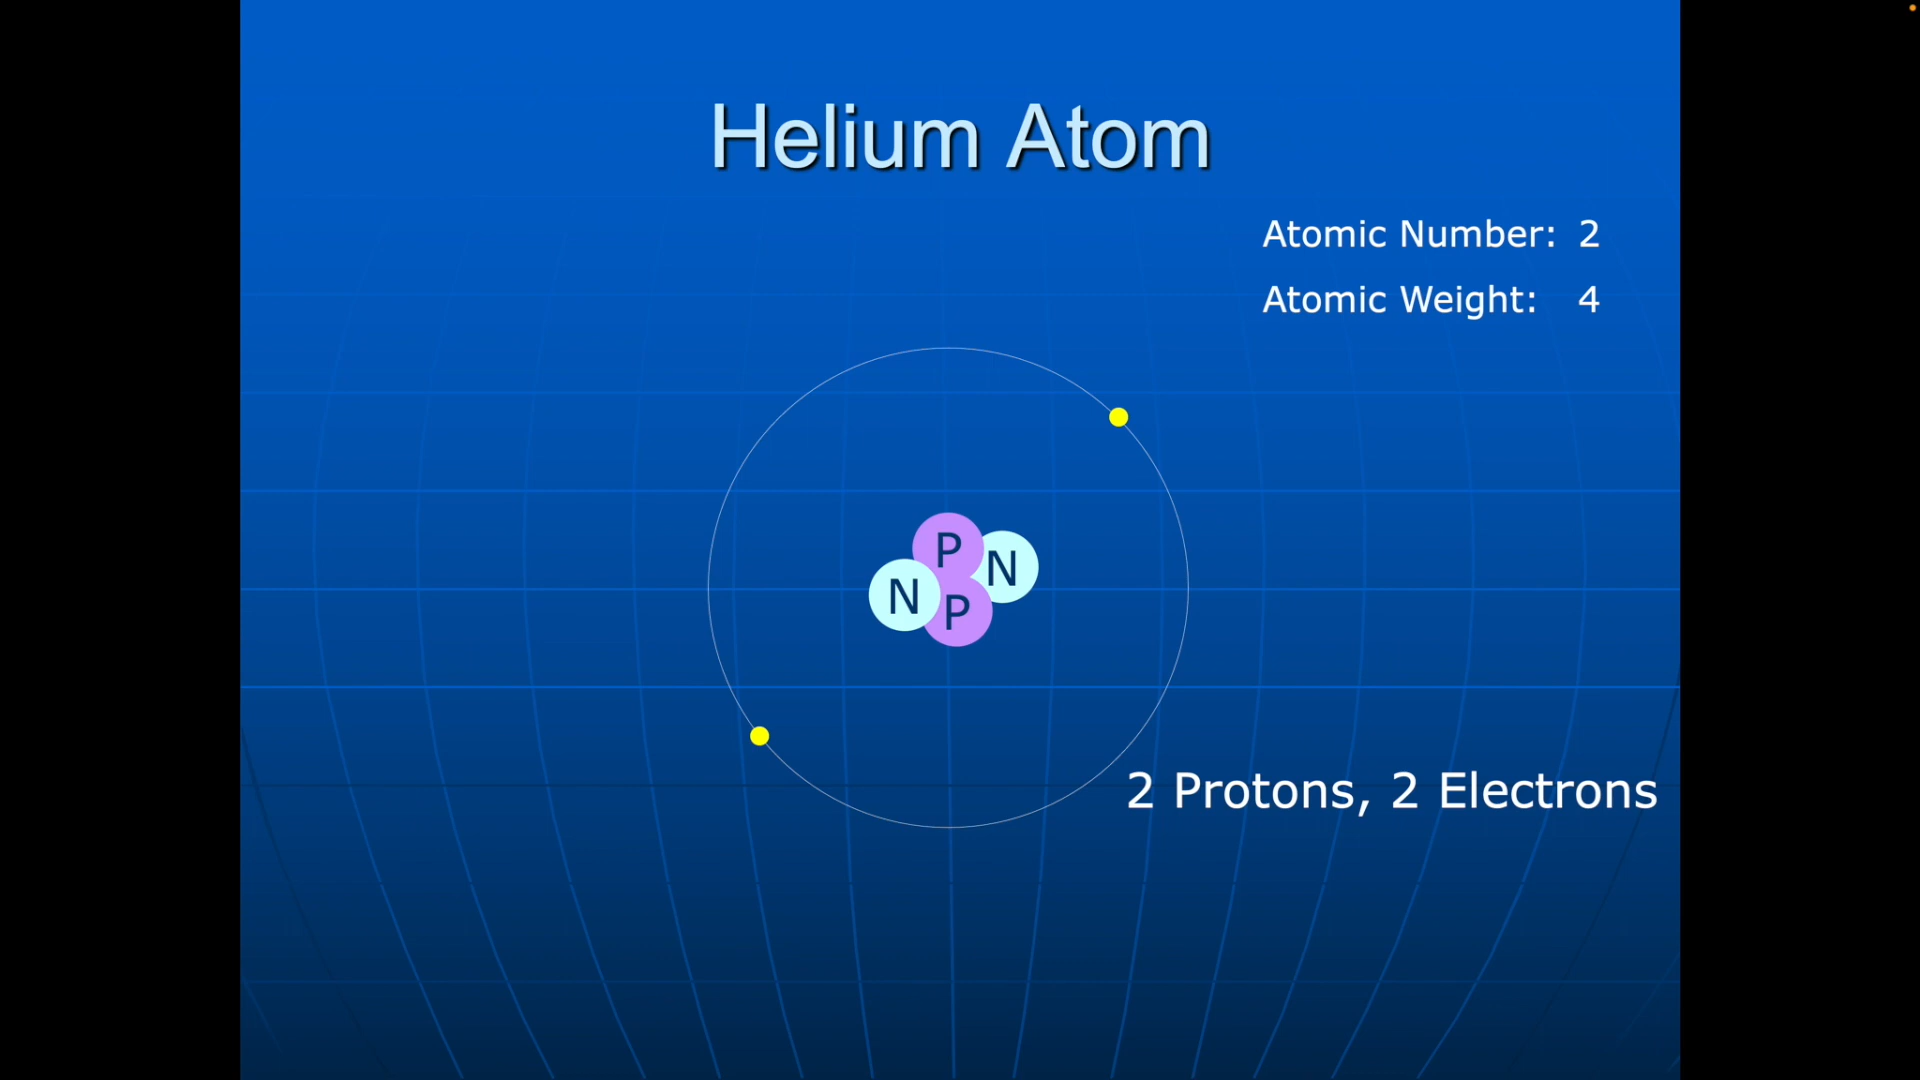 Helium Atom
Atomic Number: 2
Atomic Weight: 4
P
N
N
P
2 Protons, 2 Electrons